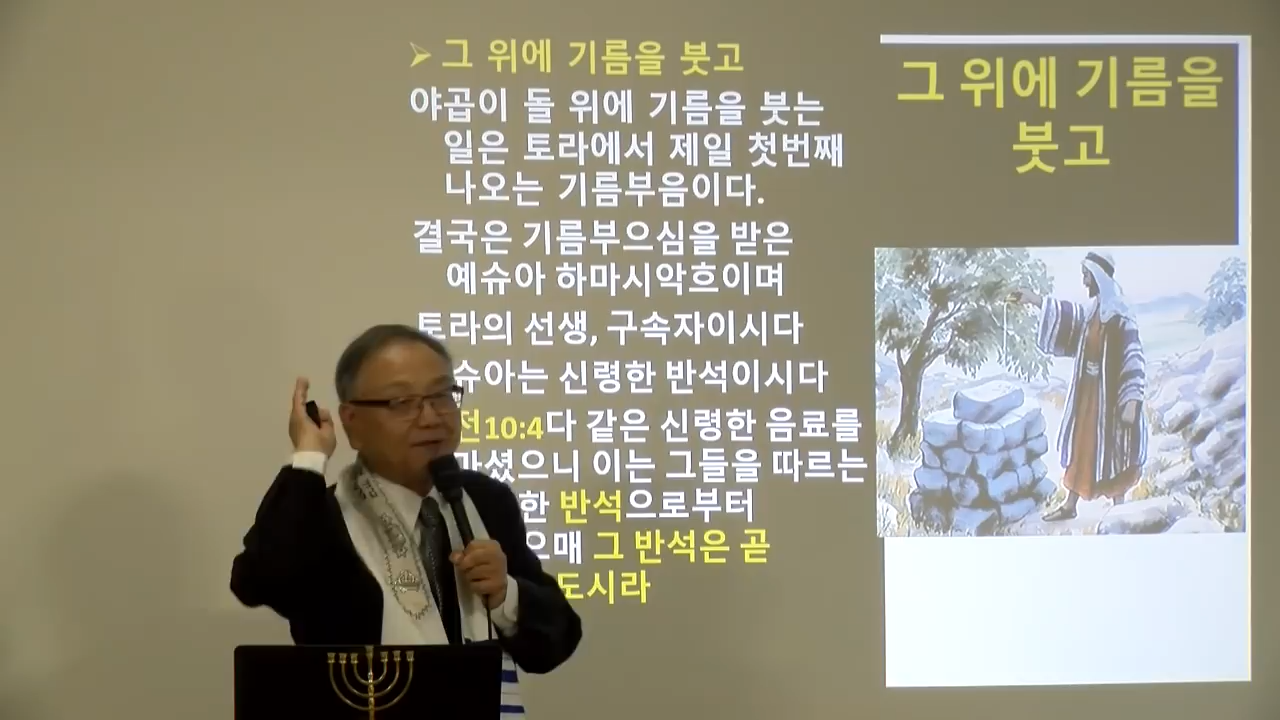 ➢ 그 위에 기름을 붓고
야곱이 돌 위에 기름을 붓는
일은 토라에서 제일 첫번째
나오는 기름부음이다.
결국은 기름부으심을 받은
예슈아 하마시악흐이며
토라의 선생, 구속자이시다
슈아는 신령한 반석이시다
전10:4다 같은 신령한 음료를
마셨으니 이는 그들을 따르는
한 반석으로부터
으매 그 반석은 곧
도시라
그 위에 기름을
붓고